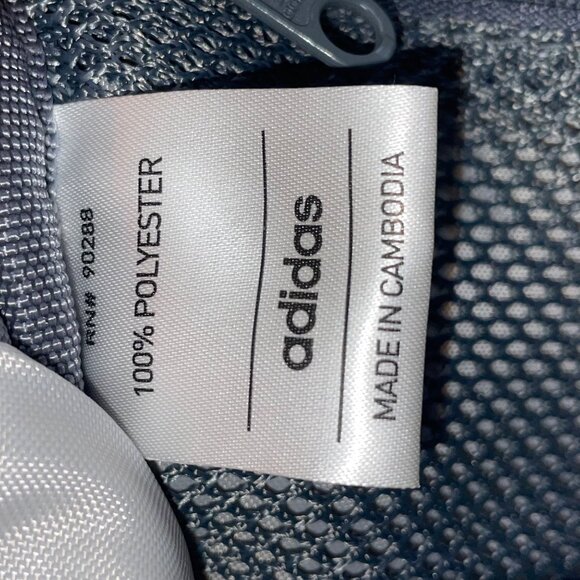 RN# 90288
100% POLYESTER
adidas
MADE IN CAMBODIA